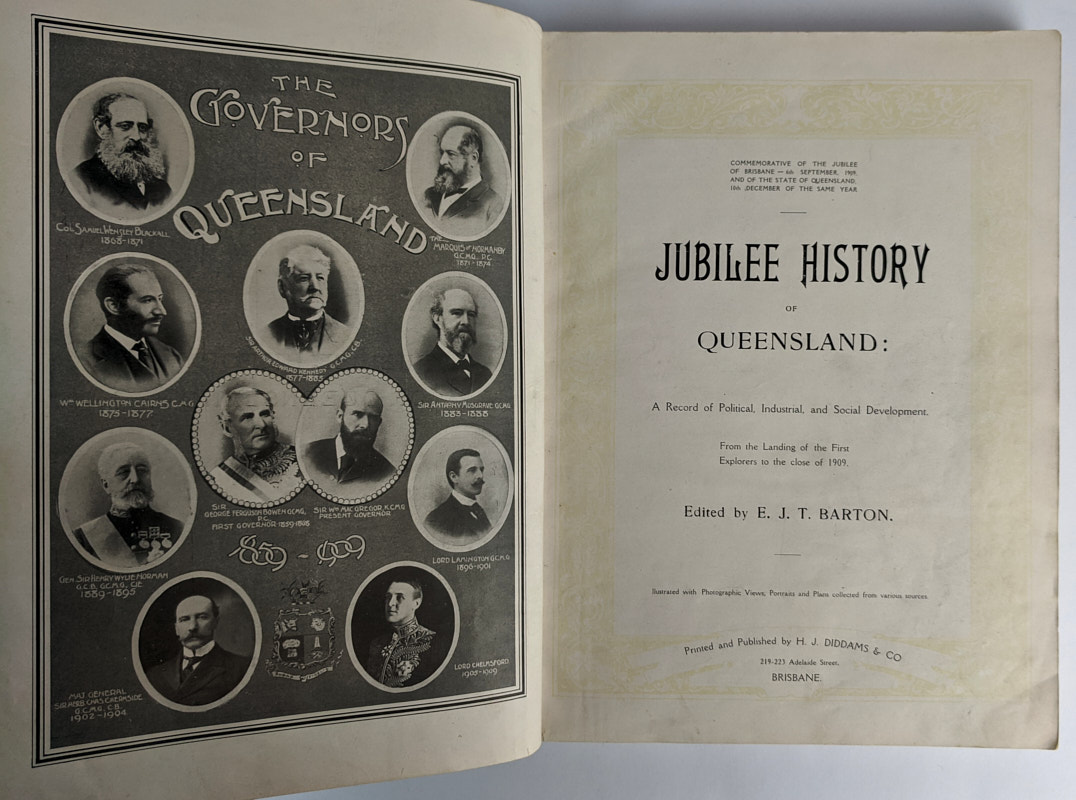 THE
GOVERNORS
OF
QUEENSLAND
COL SAMUEL WENSLEY BLACKALL
1868-1871
THE
MARQUIS OF NORMANBY
G.C.M.G., P.C.
1871-1874
SIR ARTHUR EDWARD KENNEDY G.C.M.G., C.B.
1877-1883
WM WELLINGTON CAIRNS C.M.G
1875-1877
SIR ANTHONY MUSGRAVE G.C.M.G
1883-1888
SIR
GEORGE FERGUSON BOWEN G.C.M.G,
P.C.
FIRST GOVERNOR 1859-1868
SIR WM MAC GREGOR, K.C.M.G
PRESENT GOVERNOR
1859 - 1909
GEN. SIR HENRY WYLIE NORMAN
G.C.B, G.C.M.G, CIE
1889-1895
LORD LAMINGTON G.C.M.G
1896-1901
MAJ GENERAL
SIR HERB. CHAS CHERMSIDE
G.C.M.G, C.B.
1902-1904
LORD CHELMSFORD
1905-1909
COMMEMORATIVE OF THE JUBILEE
OF BRISBANE — 6th SEPTEMBER, 1909,
AND OF THE STATE OF QUEENSLAND,
10th DECEMBER OF THE SAME YEAR
JUBILEE HISTORY
OF
QUEENSLAND:
A Record of Political, Industrial, and Social Development.
From the Landing of the First
Explorers to the close of 1909.
Edited by E. J. T. BARTON.
Illustrated with Photographic Views, Portraits and Plans collected from various sources.
Printed and Published by H. J. DIDDAMS & CO
219-223 Adelaide Street,
BRISBANE.